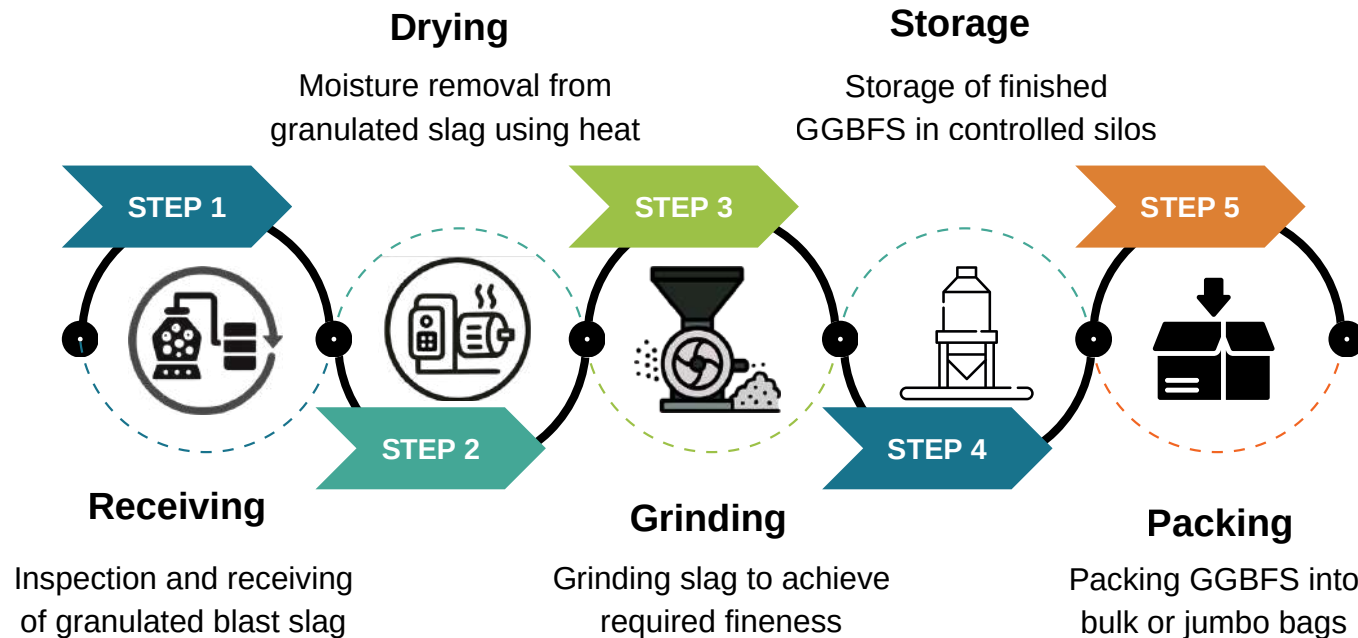 STEP 1
Receiving
Inspection and receiving
of granulated blast slag
Drying
Moisture removal from
granulated slag using heat
STEP 2
STEP 3
Grinding
Grinding slag to achieve
required fineness
Storage
Storage of finished
GGBFS in controlled silos
STEP 4
STEP 5
Packing
Packing GGBFS into
bulk or jumbo bags